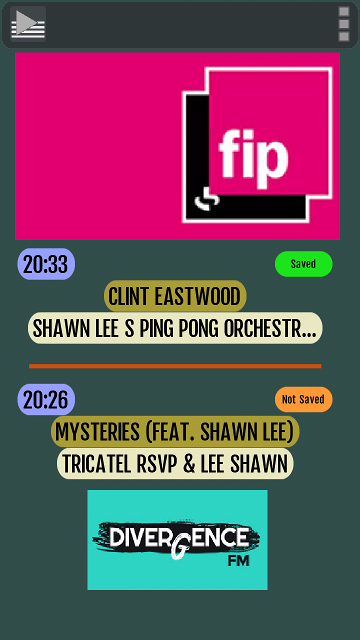 fip
20:33
Saved
CLINT EASTWOOD
SHAWN LEE S PING PONG ORCHESTR...
20:26
Not Saved
MYSTERIES (FEAT. SHAWN LEE)
TRICATEL RSVP & LEE SHAWN
DIVERGENCE
FM